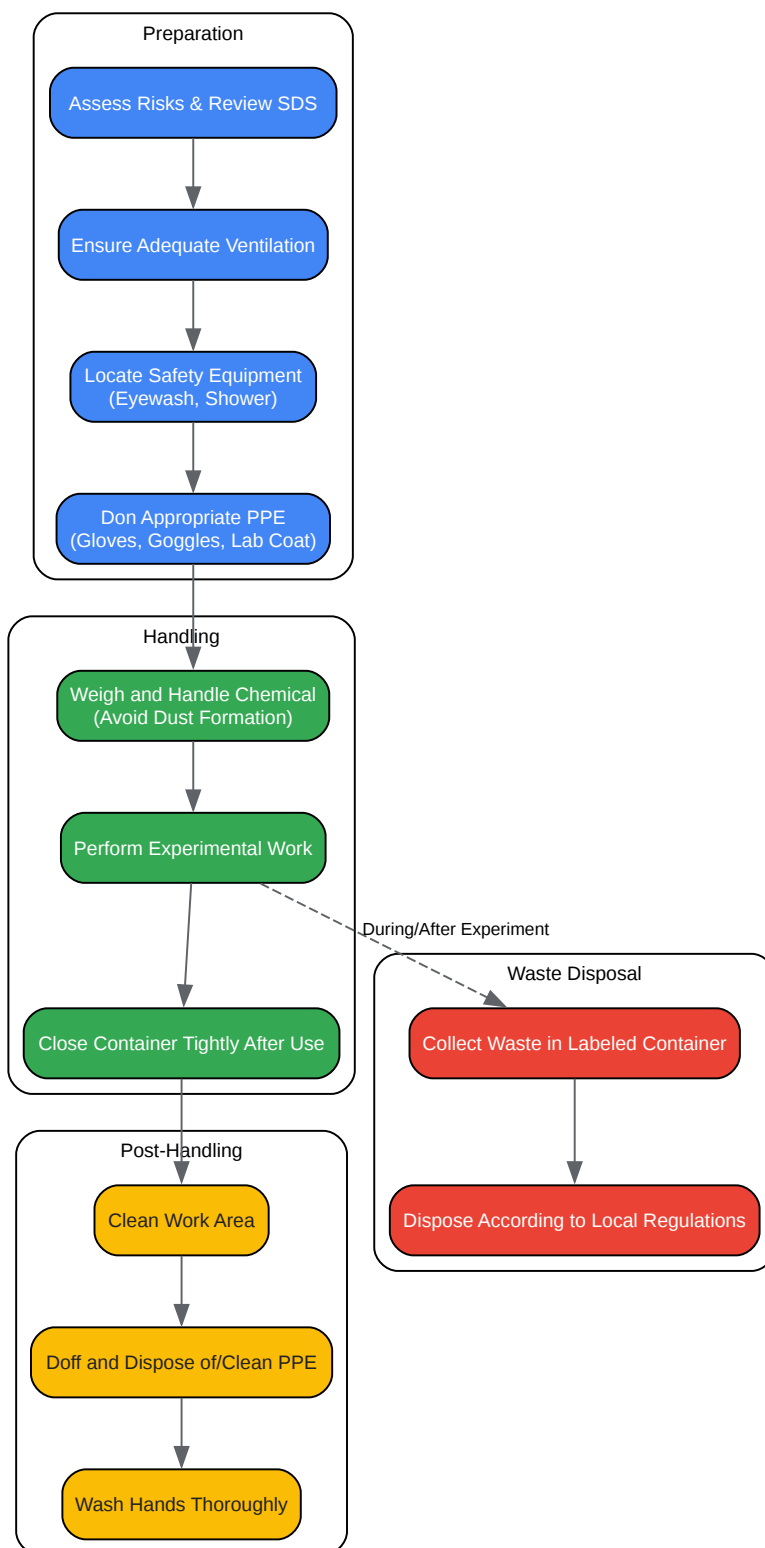 Preparation
Assess Risks & Review SDS
Ensure Adequate Ventilation
Locate Safety Equipment
(Eyewash, Shower)
Don Appropriate PPE
(Gloves, Goggles, Lab Coat)
Handling
Weigh and Handle Chemical
(Avoid Dust Formation)
Perform Experimental Work
During/After Experiment
Close Container Tightly After Use
Waste Disposal
Collect Waste in Labeled Container
Dispose According to Local Regulations
Post-Handling
Clean Work Area
Doff and Dispose of/Clean PPE
Wash Hands Thoroughly